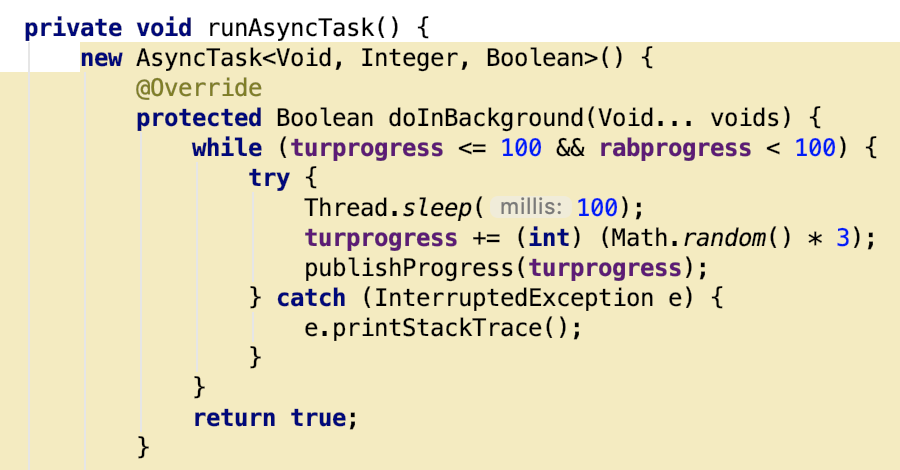 private void runAsyncTask() {
new AsyncTask<Void, Integer, Boolean>() {
@Override
protected Boolean doInBackground(Void... voids) {
while (turprogress <= 100 && rabprogress < 100) {
try {
Thread.sleep( millis: 100);
turprogress += (int) (Math.random() * 3);
publishProgress(turprogress);
} catch (InterruptedException e) {
e.printStackTrace();
}
}
return true;
}